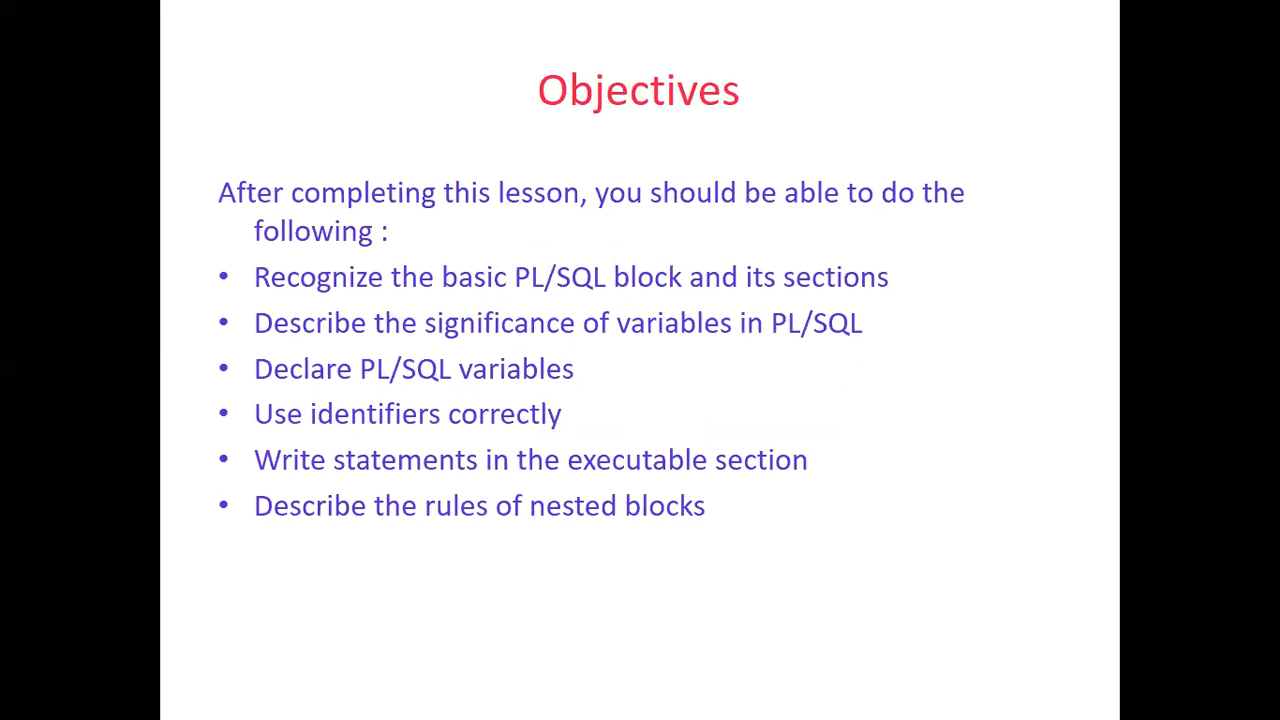 Objectives
After completing this lesson, you should be able to do the
following :
• Recognize the basic PL/SQL block and its sections
• Describe the significance of variables in PL/SQL
• Declare PL/SQL variables
• Use identifiers correctly
• Write statements in the executable section
• Describe the rules of nested blocks